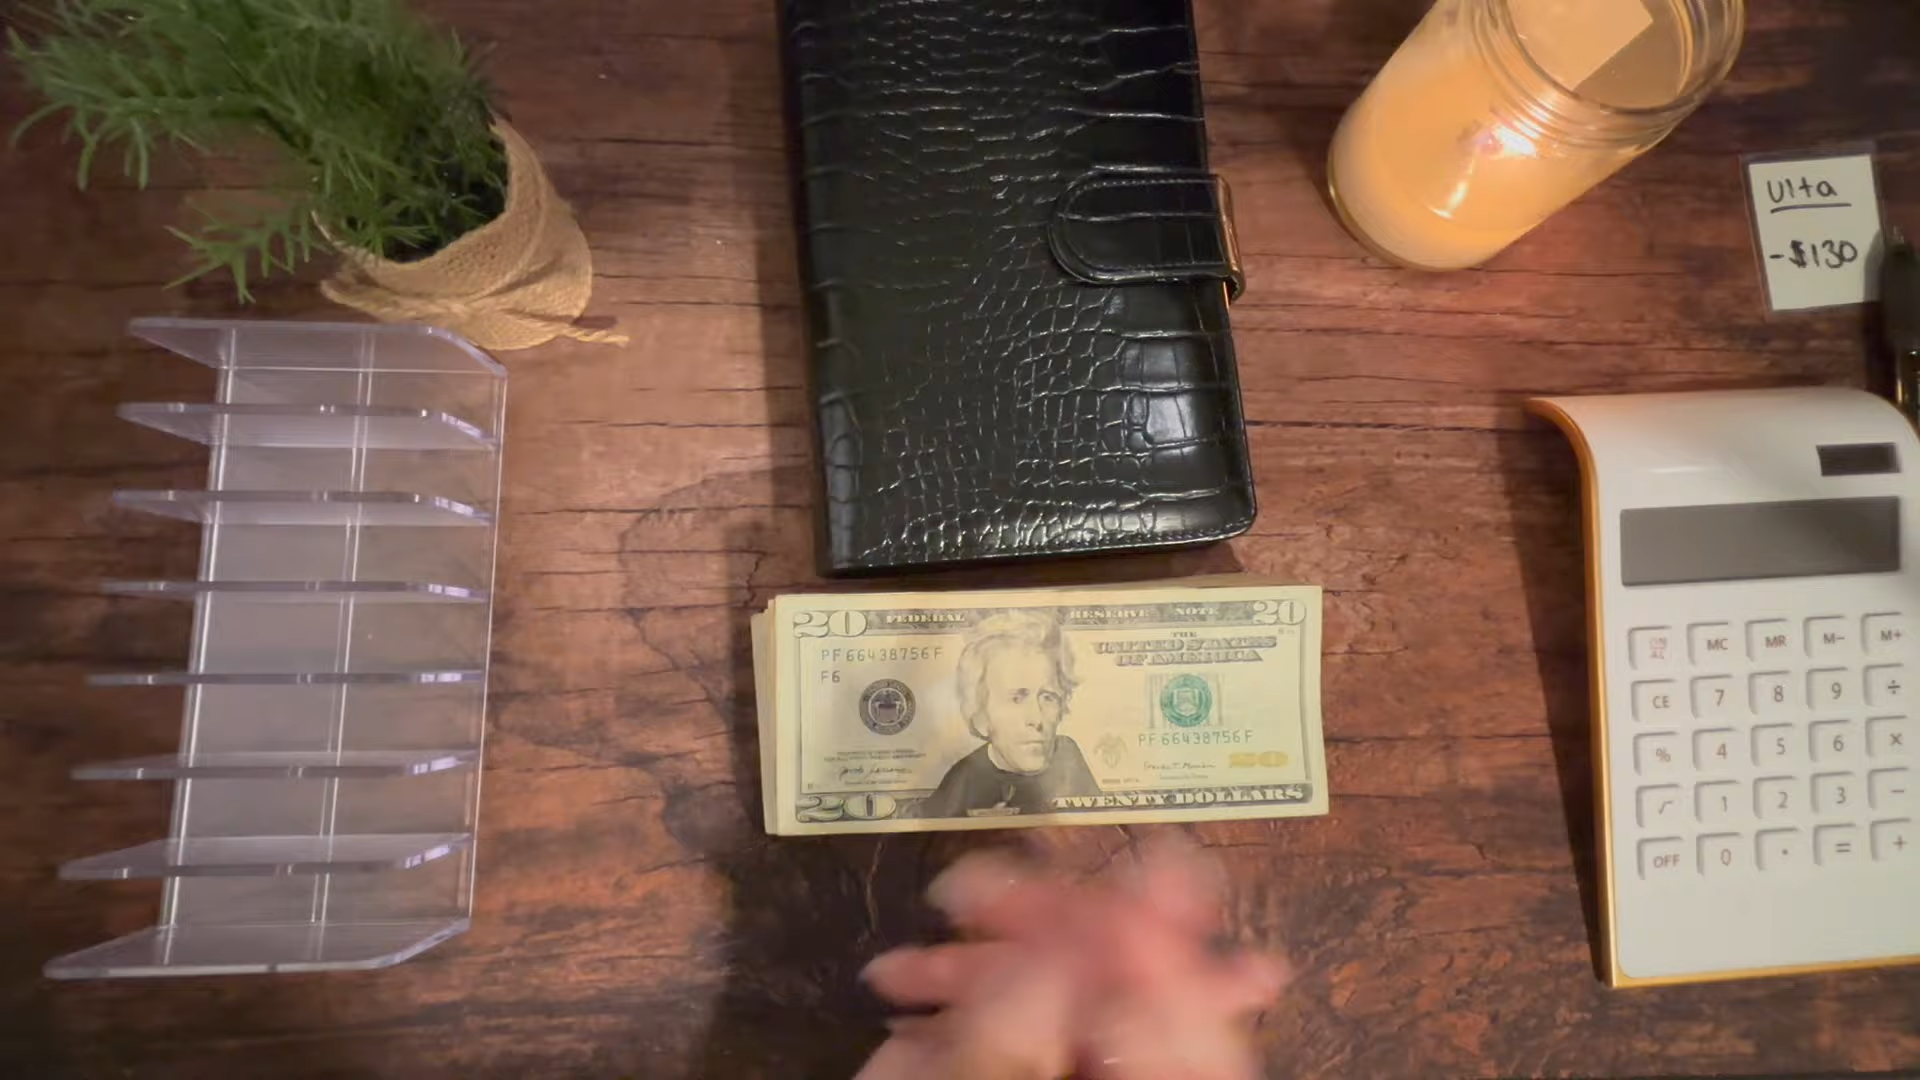 Ulta
-$130
20 FEDERAL RESERVE NOTE 20
THE
UNITED STATES
OF AMERICA
PF 66438756 F
F6
PF 66438756 F
20
20 TWENTY DOLLARS
MC MR M- M+
CE 7 8 9 ÷
% 4 5 6 ×
√ 1 2 3 -
OFF 0 . = +